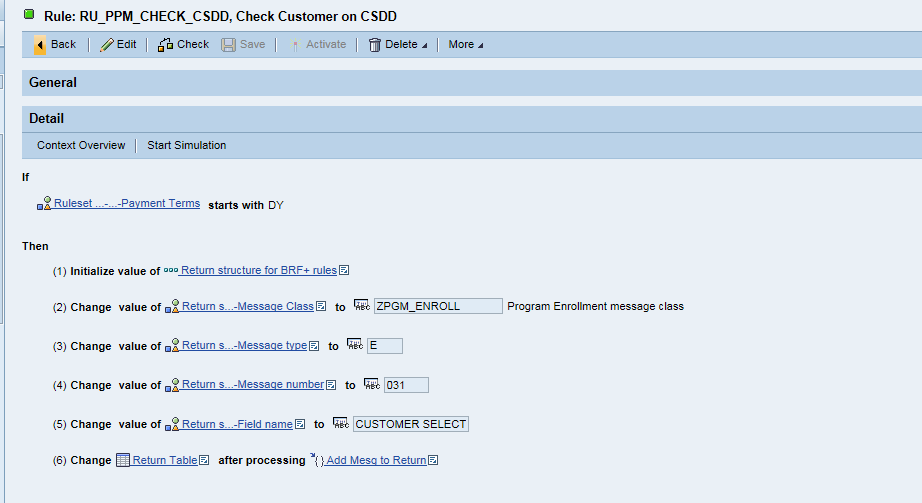 Rule: RU_PPM_CHECK_CSDD, Check Customer on CSDD
Back Edit Check Save Activate Delete More
General
Detail
Context Overview Start Simulation
If
Ruleset ...-...-Payment Terms starts with DY
Then
(1) Initialize value of Return structure for BRF+ rules
(2) Change value of Return s...-Message Class to ABC ZPGM_ENROLL Program Enrollment message class
(3) Change value of Return s...-Message type to ABC E
(4) Change value of Return s...-Message number to ABC 031
(5) Change value of Return s...-Field name to ABC CUSTOMER SELECT
(6) Change Return Table after processing Add Mesg to Return